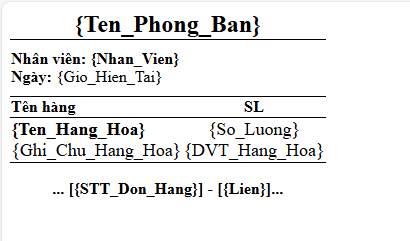 {Ten_Phong_Ban}
Nhân viên: {Nhan_Vien}
Ngày: {Gio_Hien_Tai}
Tên hàng SL
{Ten_Hang_Hoa} {So_Luong}
{Ghi_Chu_Hang_Hoa} {DVT_Hang_Hoa}
... [{STT_Don_Hang}] - [{Lien}]...